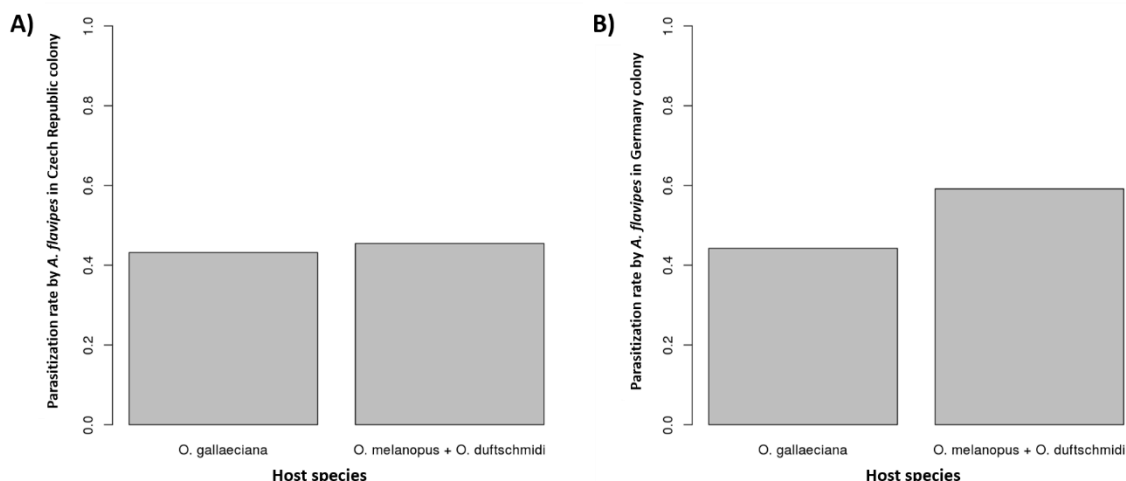 A)
Parasitization rate by A. flavipes in Czech Republic colony
1.0
0.8
0.6
0.4
0.2
0.0
O. gallaeciana
O. melanopus + O. duftschmidi
Host species
B)
Parasitization rate by A. flavipes in Germany colony
1.0
0.8
0.6
0.4
0.2
0.0
O. gallaeciana
O. melanopus + O. duftschmidi
Host species